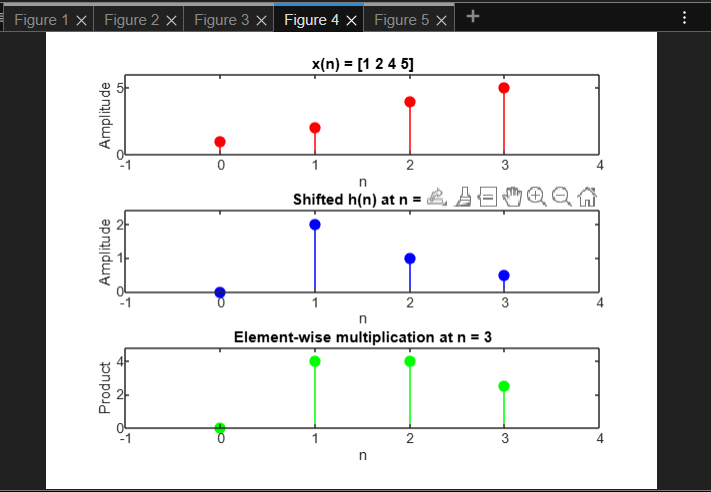 Figure 1 × Figure 2 × Figure 3 × Figure 4 × Figure 5 × +
x(n) = [1 2 4 5]
Amplitude
5
0
-1 0 1 2 3 4
n
Shifted h(n) at n =
Amplitude
2
1
0
-1 0 1 2 3 4
n
Element-wise multiplication at n = 3
Product
4
2
0
-1 0 1 2 3 4
n